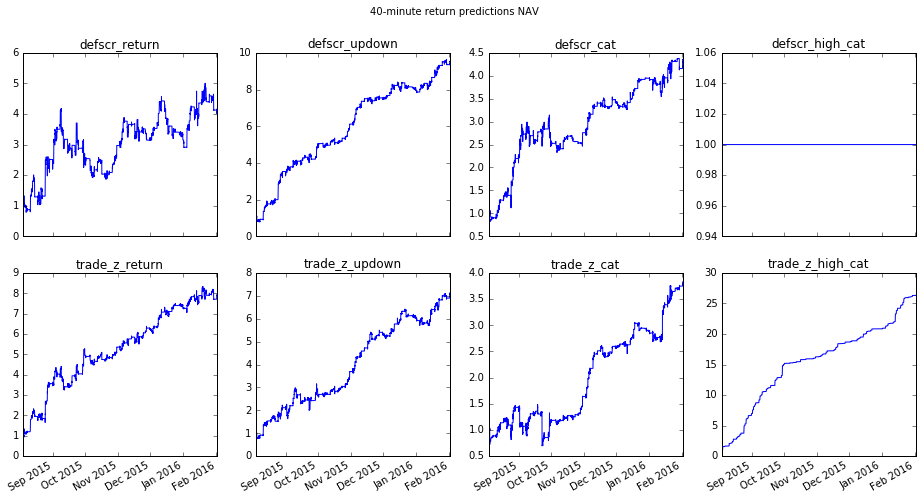 40-minute return predictions NAV
defscr_return defscr_updown defscr_cat defscr_high_cat
6 10 4.5 1.06
5 8 4.0 1.04
4 6 3.5 1.02
3 4 3.0 1.00
2 2 2.5 0.98
1 0 2.0 0.96
0 1.5 0.94
1.0
0.5
trade_z_return trade_z_updown trade_z_cat trade_z_high_cat
9 8 4.0 30
8 7 3.5 25
7 6 3.0 20
6 5 2.5 15
5 4 2.0 10
4 3 1.5 5
3 2 1.0 0
2 1 0.5
1 0
0
Sep 2015 Oct 2015 Nov 2015 Dec 2015 Jan 2016 Feb 2016 Sep 2015 Oct 2015 Nov 2015 Dec 2015 Jan 2016 Feb 2016 Sep 2015 Oct 2015 Nov 2015 Dec 2015 Jan 2016 Feb 2016 Sep 2015 Oct 2015 Nov 2015 Dec 2015 Jan 2016 Feb 2016